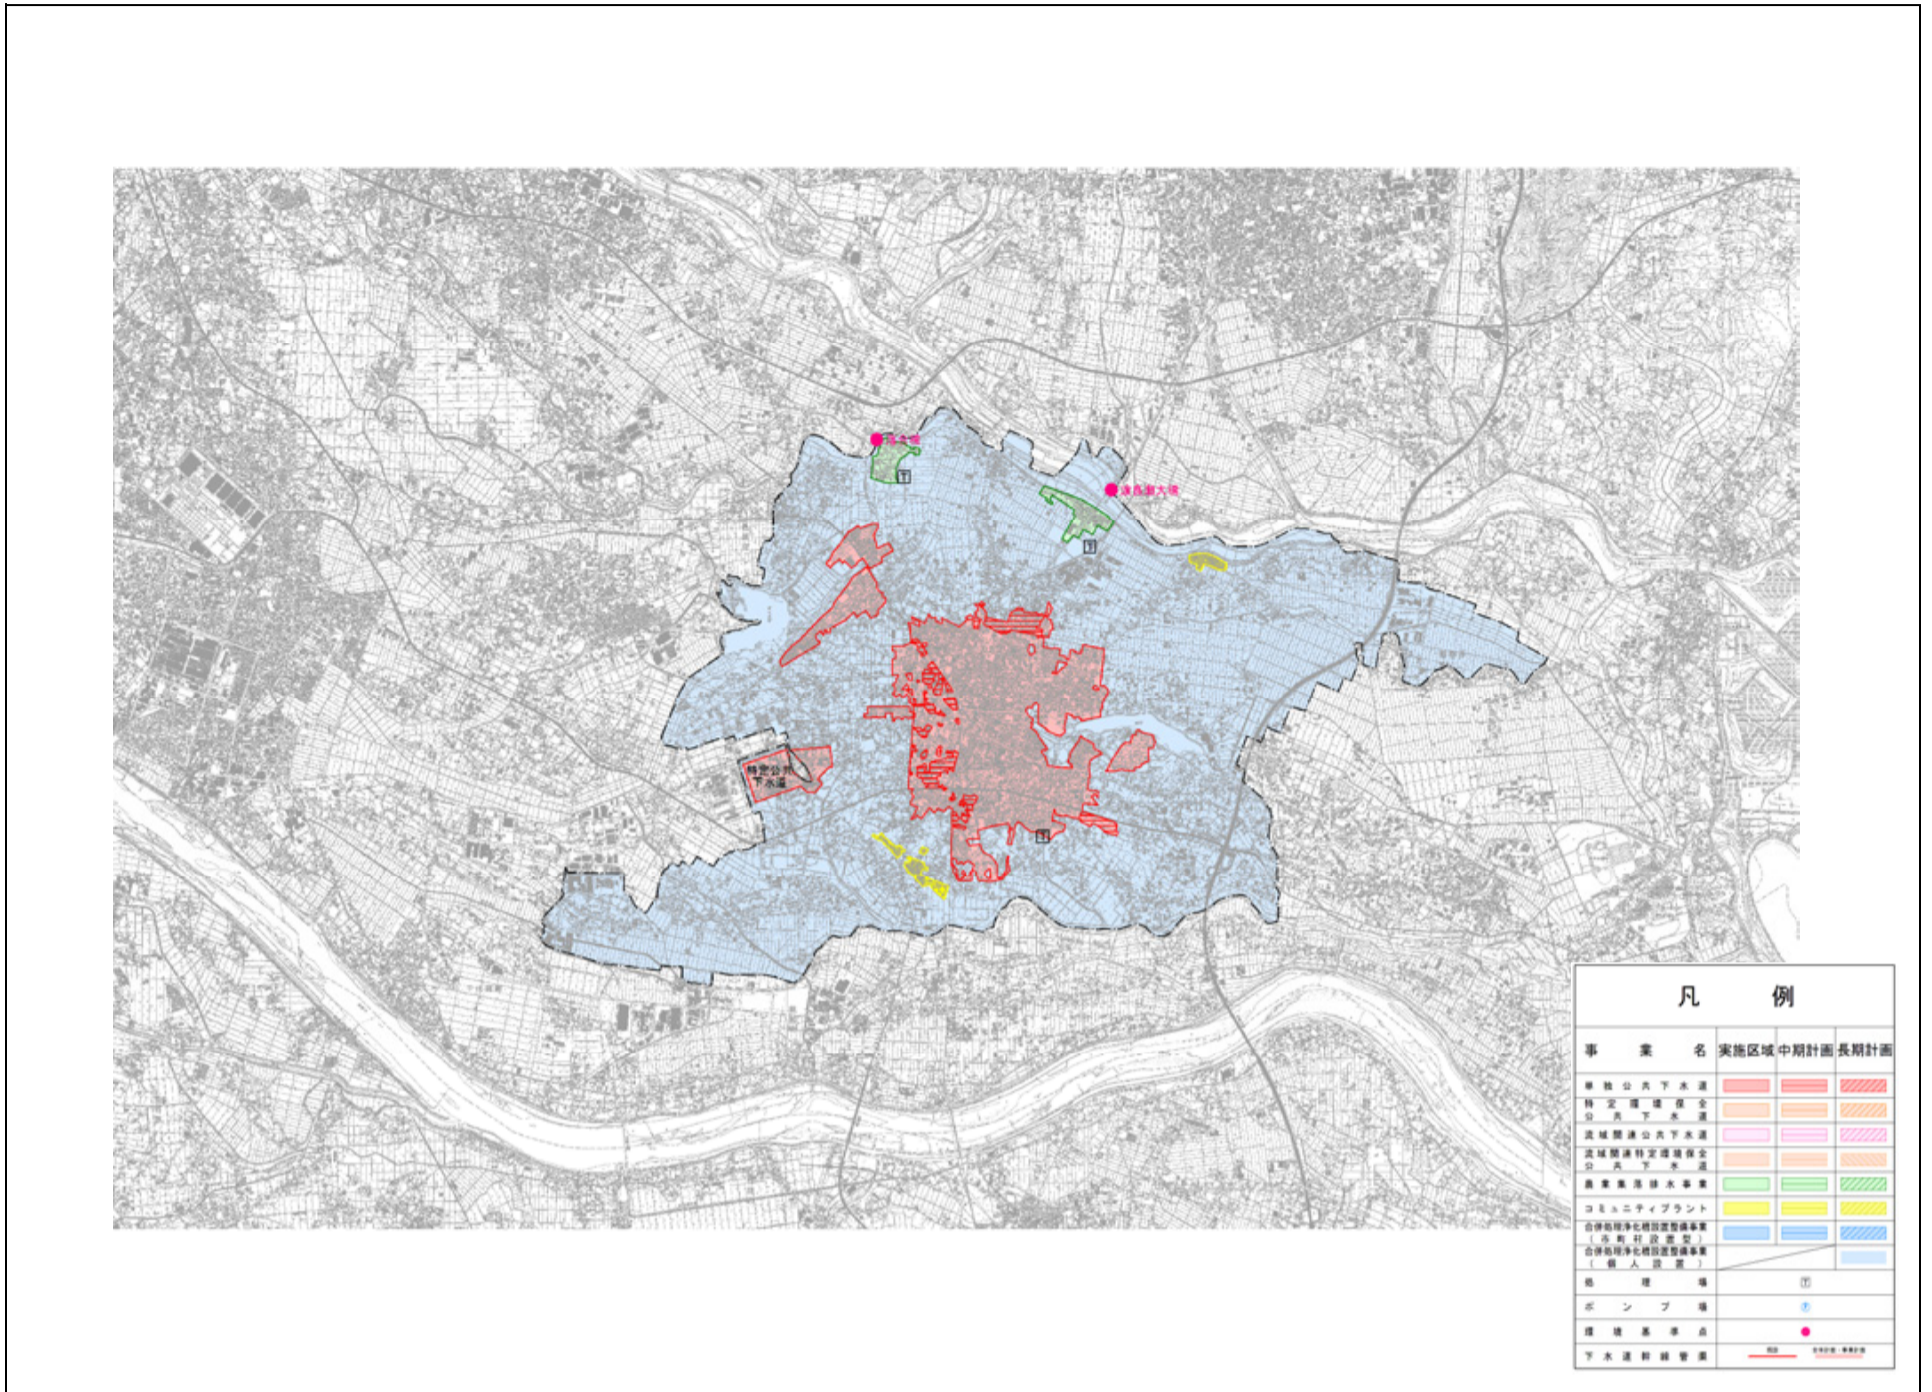 達磨大橋
特定公共
下水道
凡 例
事 業 名 実施区域 中期計画 長期計画
単独公共下水道
特定環境保全
公共下水道
流域関連公共下水道
流域関連特定環境保全
公共下水道
農業集落排水事業
コミュニティプラント
合併処理浄化槽設置整備事業
(市町村設置型)
合併処理浄化槽設置整備事業
(個人設置)
処理場
T
ポンプ場
P
環境基準点
下水道幹線管渠